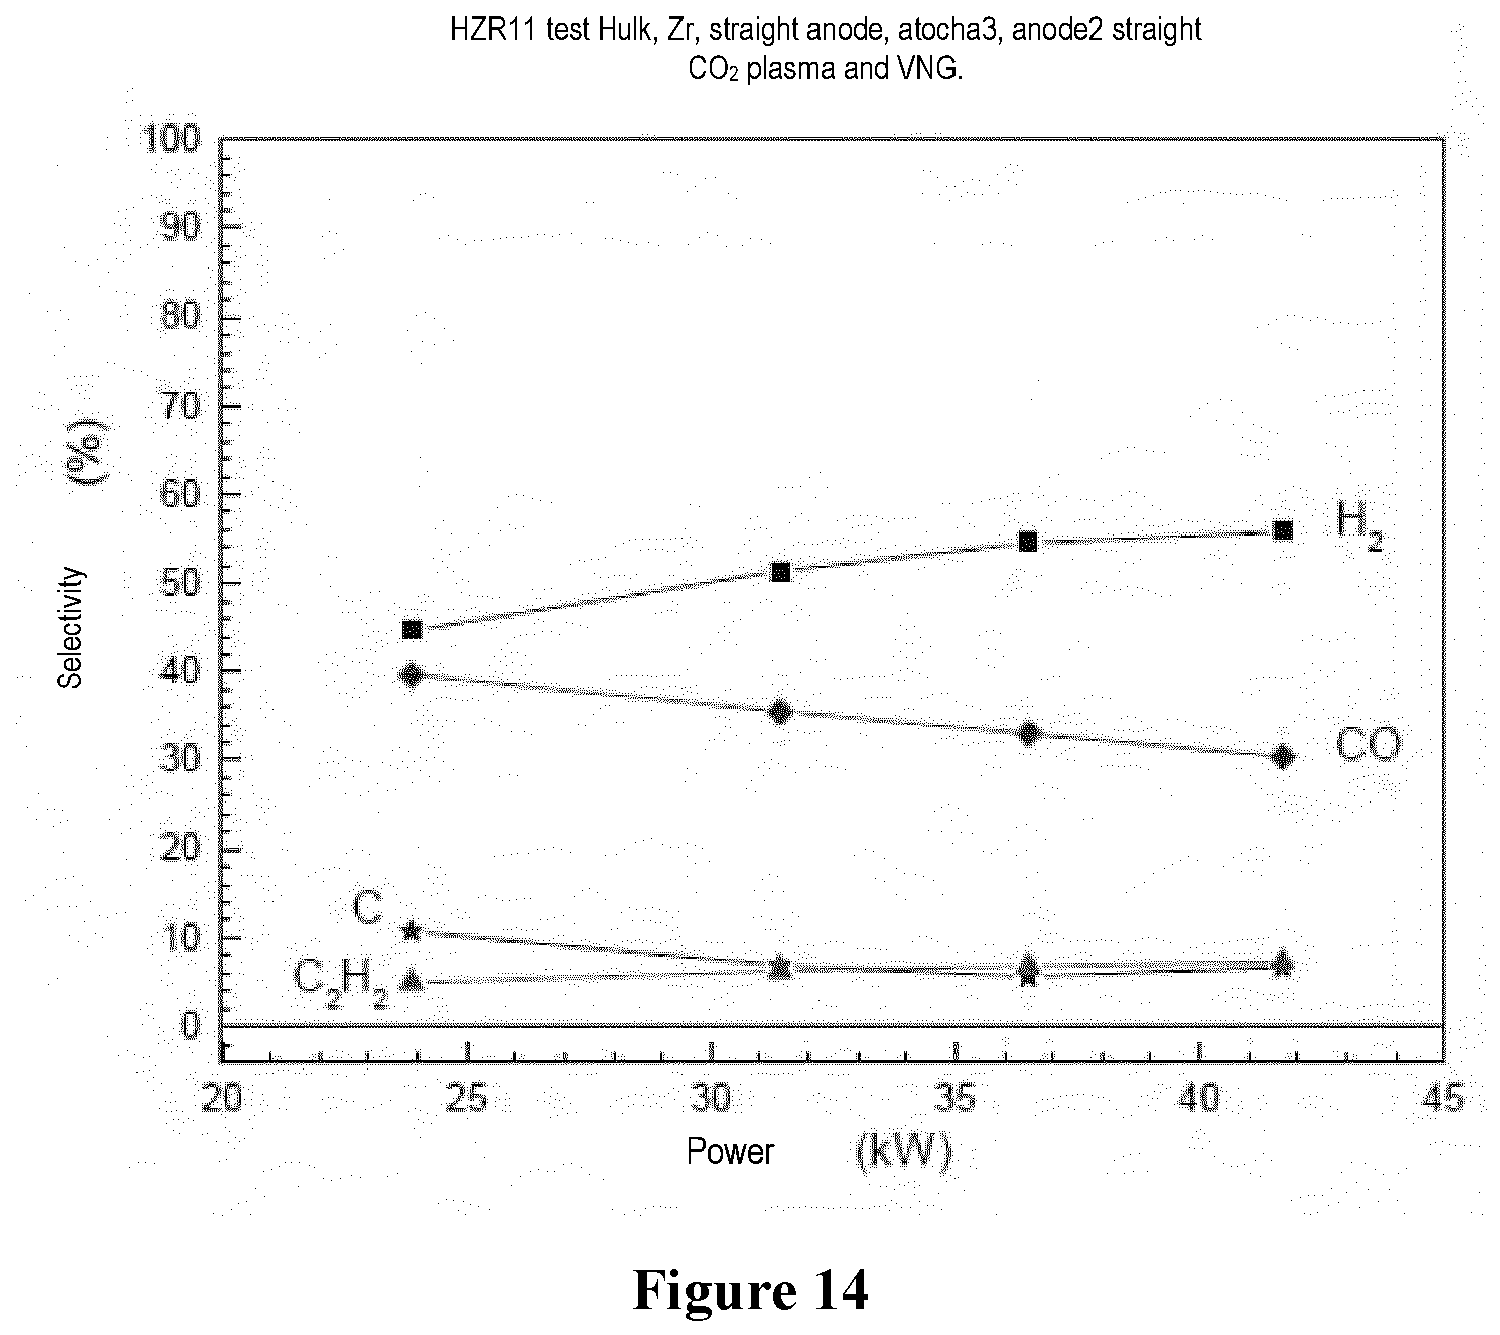 HZR11 test Hulk, Zr, straight anode, atocha3, anode2 straight
CO₂ plasma and VNG.
100
90
80
70
60
50
40
30
20
10
0
Selectivity (%)
H₂
CO
C
C₂H₂
20 25 30 35 40 45
Power (kW)
Figure 14